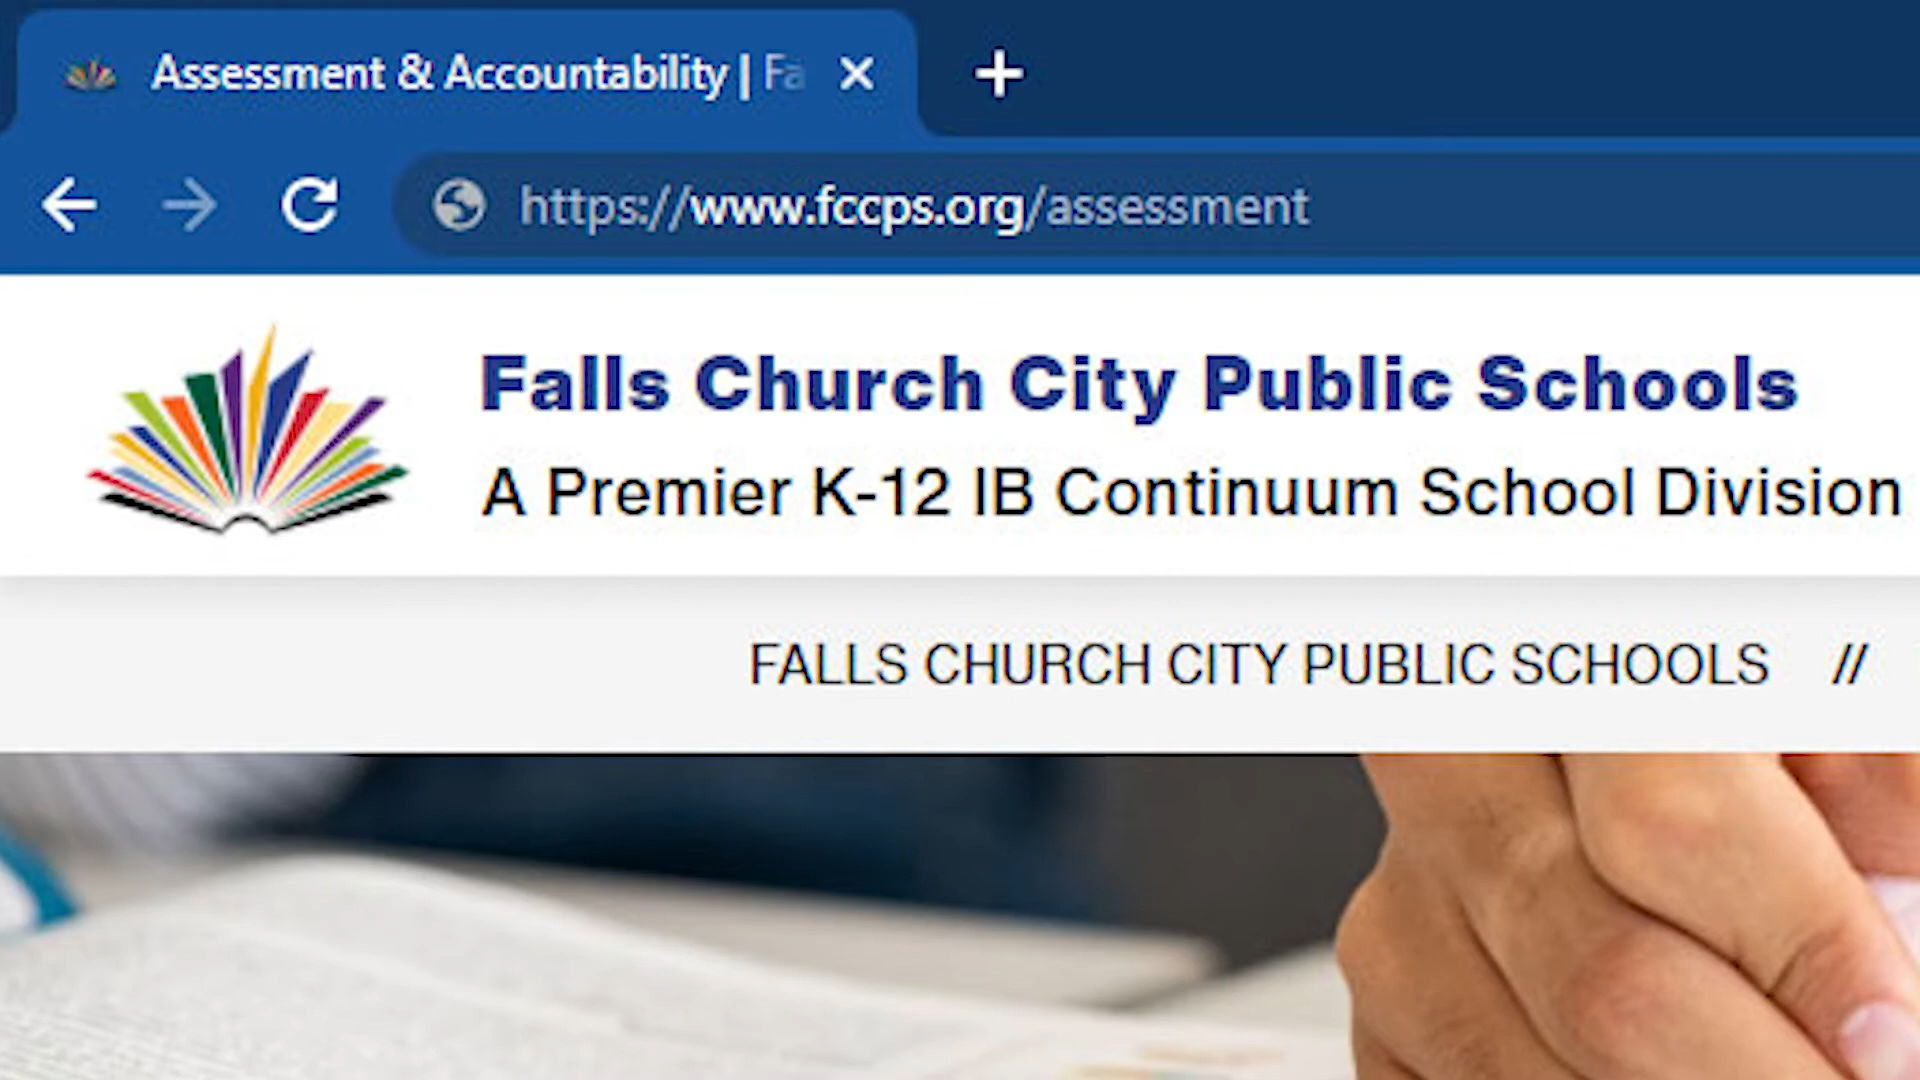 Assessment & Accountability | Fa
https://www.fccps.org/assessment
Falls Church City Public Schools
A Premier K-12 IB Continuum School Division
FALLS CHURCH CITY PUBLIC SCHOOLS //